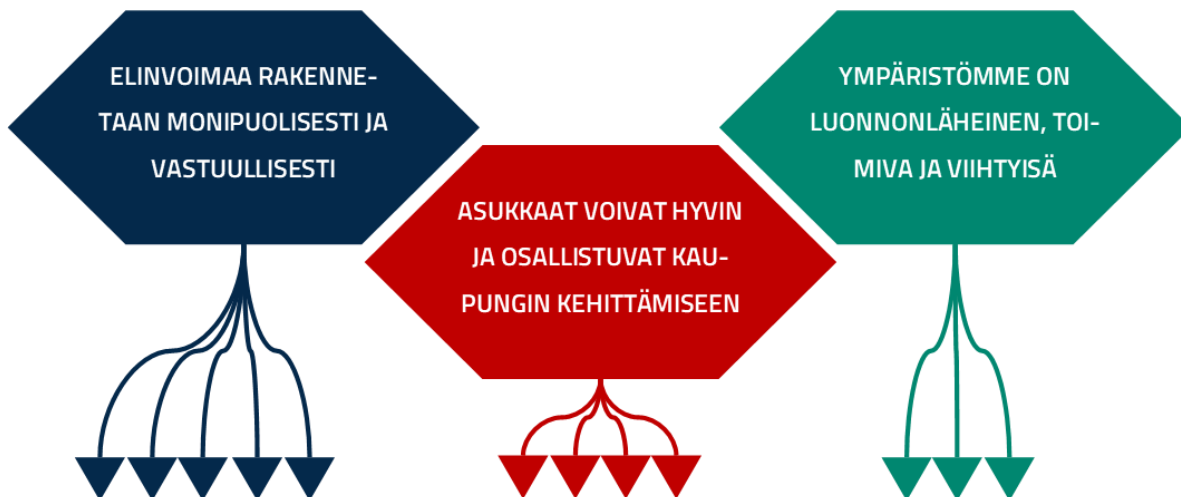 ELINVOIMAA RAKENNE-
TAAN MONIPUOLISESTI JA
VASTUULLISESTI
ASUKKAAT VOIVAT HYVIN
JA OSALLISTUVAT KAU-
PUNGIN KEHITTÄMISEEN
YMPÄRISTÖMME ON
LUONNONLÄHEINEN, TOI-
MIVA JA VIIHTYISÄ